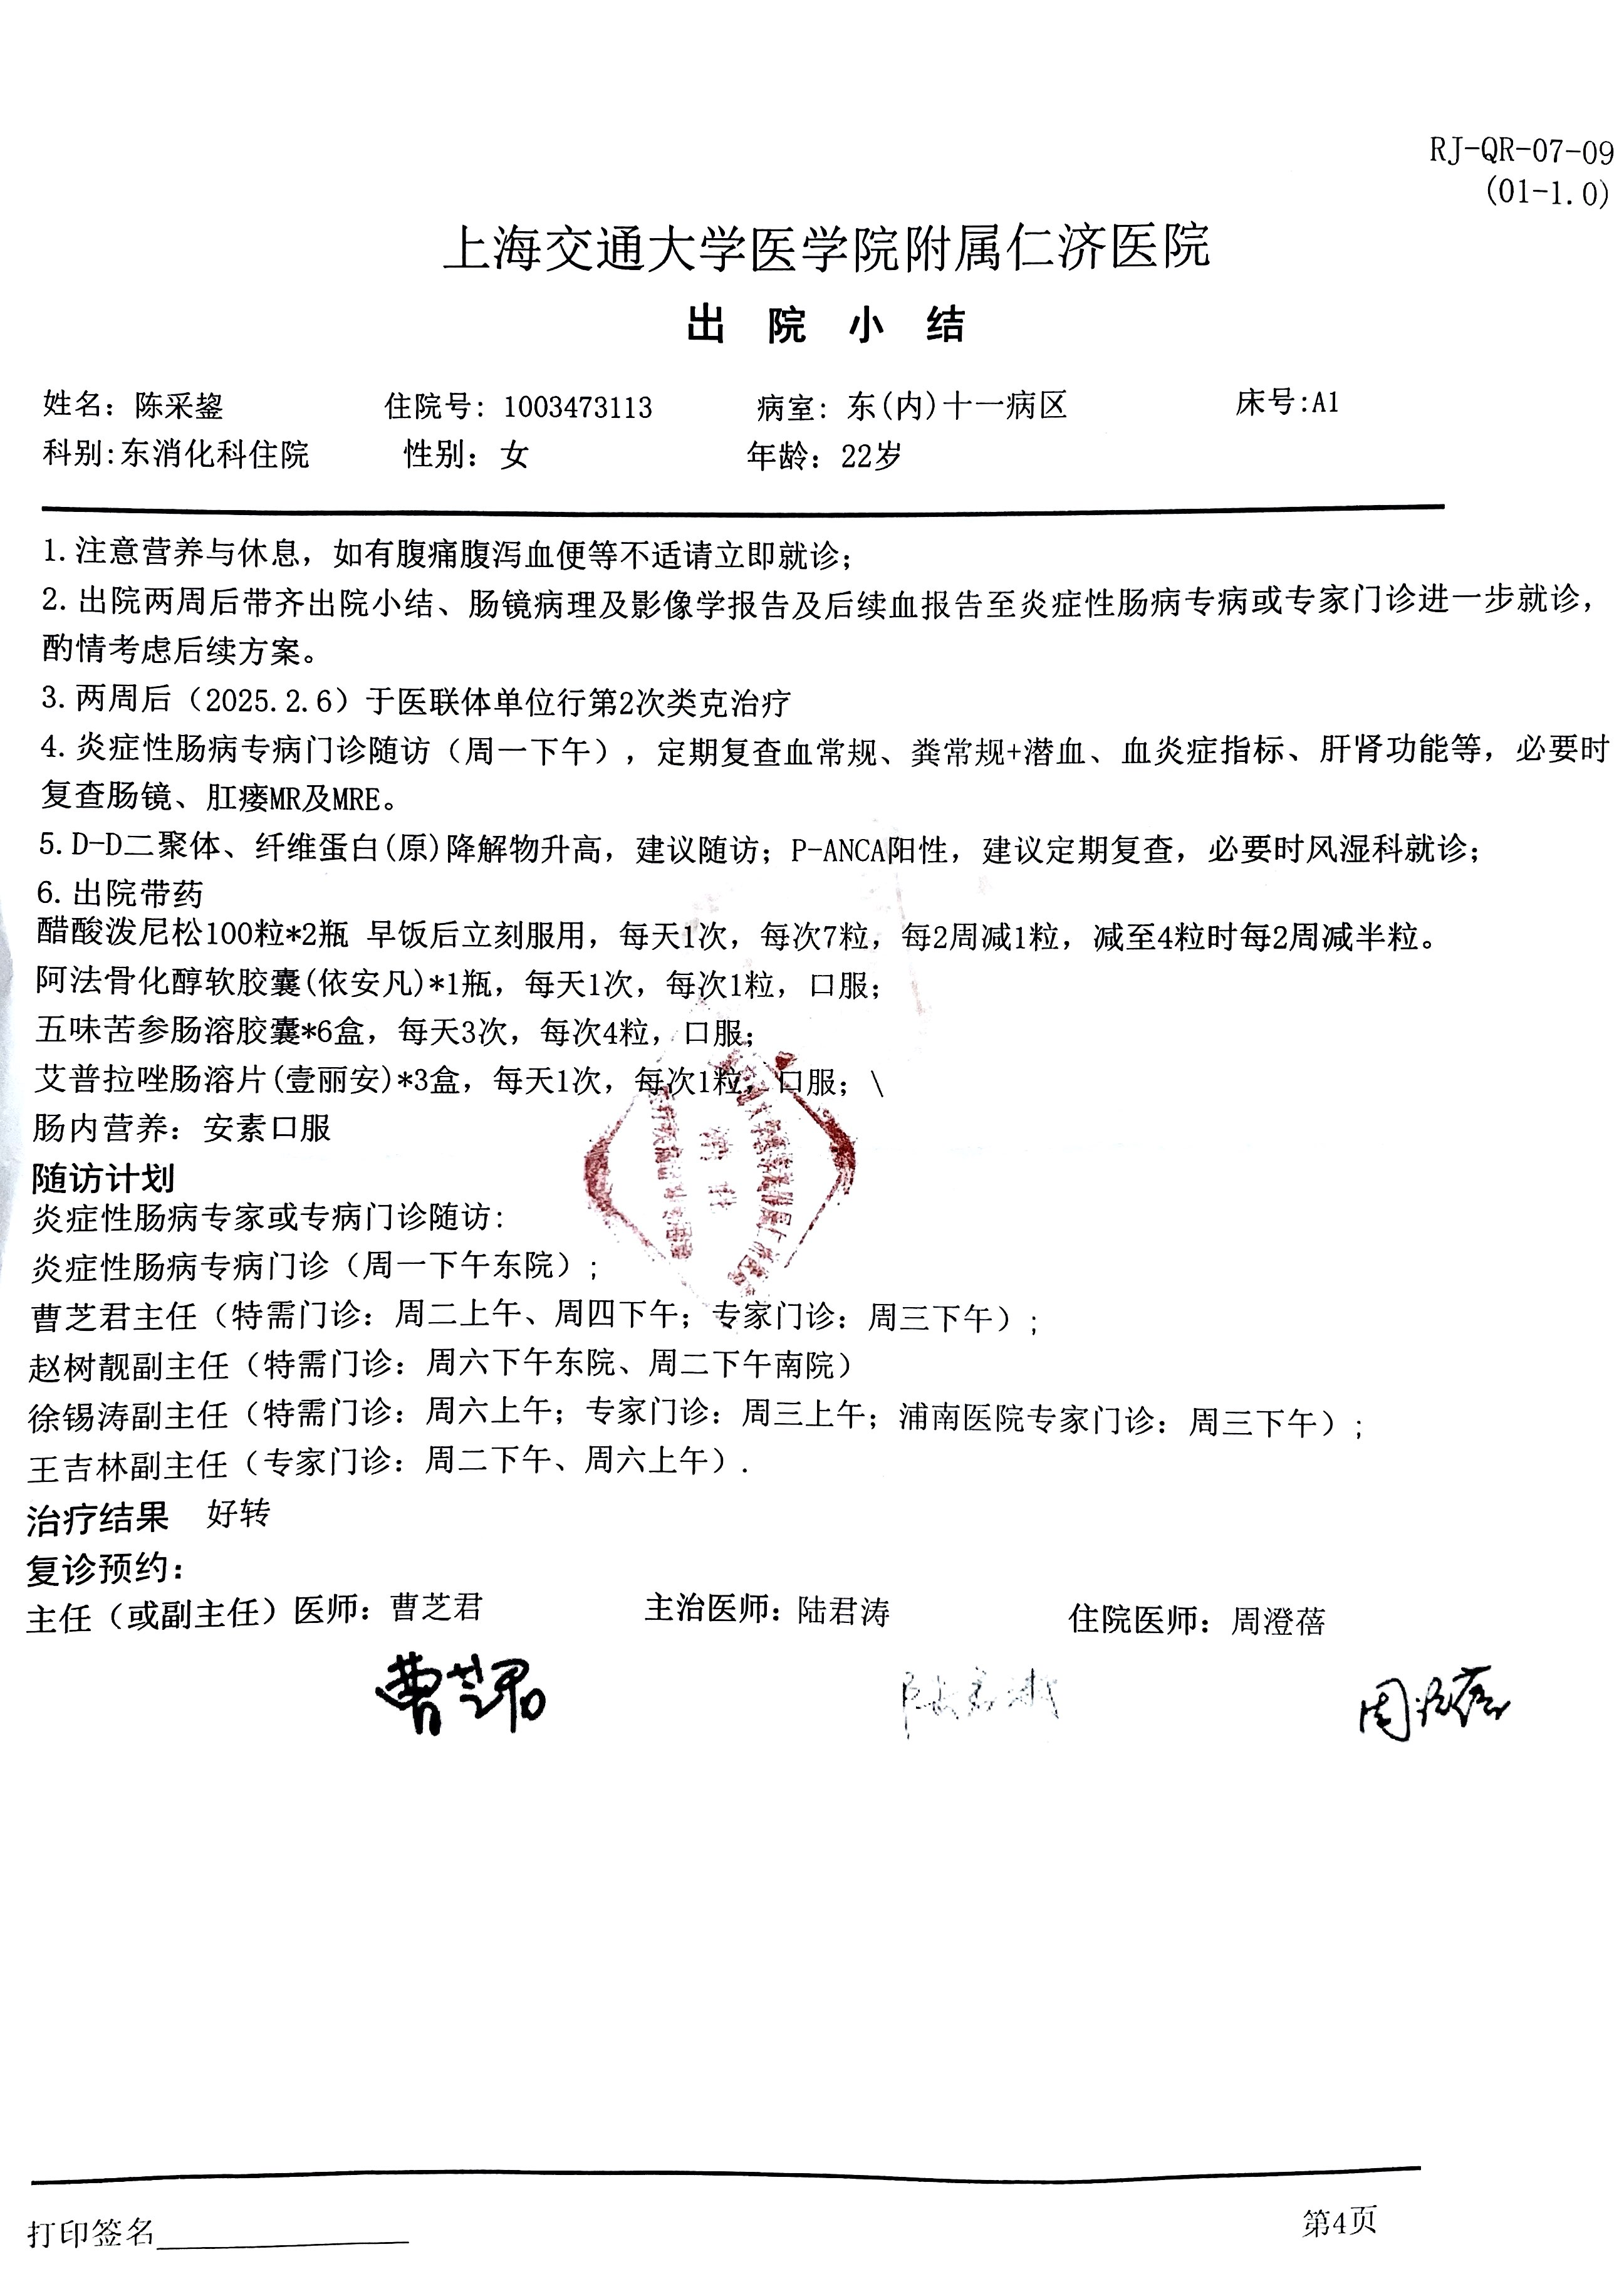 RJ-QR-07-09
(01-1.0)
上海交通大学医学院附属仁济医院
出 院 小 结
姓名：陈采鋆 住院号：1003473113 病室：东(内)十一病区 床号:A1
科别:东消化科住院 性别：女 年龄：22岁
1.注意营养与休息，如有腹痛腹泻血便等不适请立即就诊；
2.出院两周后带齐出院小结、肠镜病理及影像学报告及后续血报告至炎症性肠病专病或专家门诊进一步就诊，
酌情考虑后续方案。
3.两周后（2025.2.6）于医联体单位行第2次类克治疗
4.炎症性肠病专病门诊随访（周一下午），定期复查血常规、粪常规+潜血、血炎症指标、肝肾功能等，必要时
复查肠镜、肛瘘MR及MRE。
5.D-D二聚体、纤维蛋白(原)降解物升高，建议随访；P-ANCA阳性，建议定期复查，必要时风湿科就诊；
6.出院带药
醋酸泼尼松100粒*2瓶 早饭后立刻服用，每天1次，每次7粒，每2周减1粒，减至4粒时每2周减半粒。
阿法骨化醇软胶囊(依安凡)*1瓶，每天1次，每次1粒，口服；
五味苦参肠溶胶囊*6盒，每天3次，每次4粒，口服；
艾普拉唑肠溶片(壹丽安)*3盒，每天1次，每次1粒，口服；\
肠内营养：安素口服
随访计划
炎症性肠病专家或专病门诊随访:
炎症性肠病专病门诊（周一下午东院）;
曹芝君主任（特需门诊：周二上午、周四下午；专家门诊：周三下午）;
赵树靓副主任（特需门诊：周六下午东院、周二下午南院）
徐锡涛副主任（特需门诊：周六上午；专家门诊：周三上午；浦南医院专家门诊：周三下午）;
王吉林副主任（专家门诊：周二下午、周六上午）.
治疗结果 好转
复诊预约：
主任（或副主任）医师：曹芝君 主治医师：陆君涛 住院医师：周澄蓓
曹芝君
打印签名
第4页